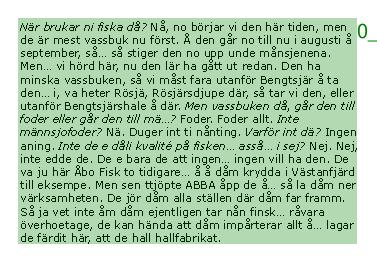 När brukar ni fiska då? Nå, no börjar vi den här tiden, men
de är mest vassbuk nu först. Å den går no till nu i augusti å
september, så... så stiger den no upp unde månsjenena.
Men... vi hörd här, nu den lär ha gått ut redan. Den ha
minska vassbuken, så vi måst fara utanför Bengtsjär å ta
den... i, va heter Rösjä, Rösjärsdjupe där, så tar vi den, eller
utanför Bengtsjärshale å där. Men vassbuken då, går den till
foder eller går den till mä...? Foder. Foder allt. Inte
männsjofoder? Nä. Duger int ti nånting. Varför int dä? Ingen
aning. Inte de e dåli kvalité på fisken... asså... i sej? Nej. Nej,
inte edde de. De e bara de att ingen... ingen vill ha den. De
va ju här Åbo Fisk to tidigare... å å dåm krydda i Västanfjärd
till eksempe. Men sen ttjöpte ABBA åpp de å... så la dåm ner
värksamheten. De jör dåm alla ställen där dåm far framm.
Så ja vet inte åm dåm ejentligen tar nån finsk... råvara
överhoetage, de kan hända att dåm impårterar allt å... lagar
de färdit här, att de hall hallfabrikat.
0_